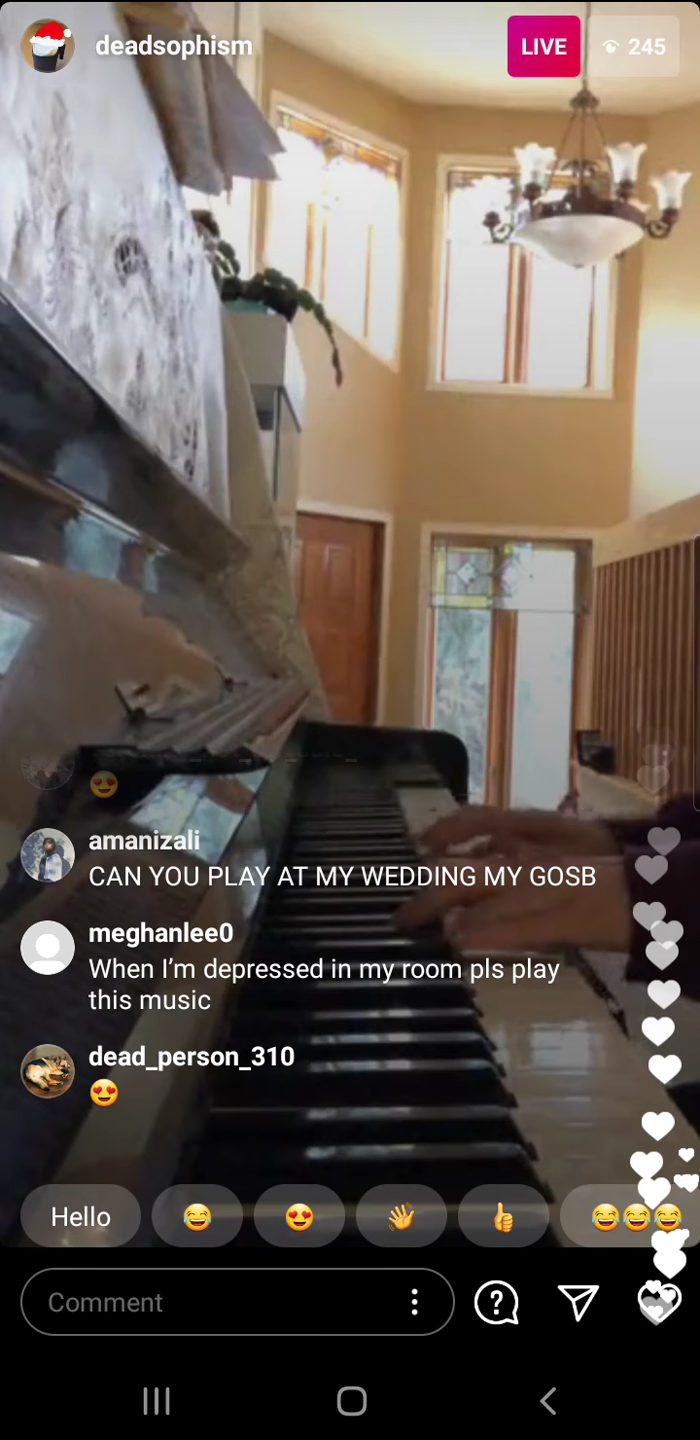 deadsophism
LIVE
245
amanizali
CAN YOU PLAY AT MY WEDDING MY GOSB
meghanlee0
When I’m depressed in my room pls play
this music
dead_person_310
Hello
Comment